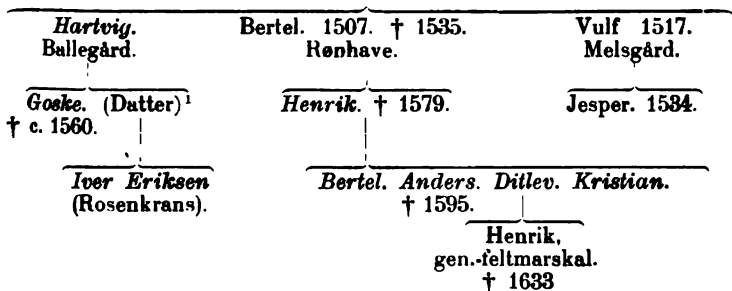 Hartvig. Bertel. 1507. † 1535. Vulf 1517.
Ballegård. Rønhave. Melsgård.
Goske. (Datter)¹ Henrik. † 1579. Jesper. 1534.
† c. 1560.
Iver Eriksen Bertel. Anders. Ditlev. Kristian.
(Rosenkrans). † 1595.
Henrik,
gen.-feltmarskal.
† 1633